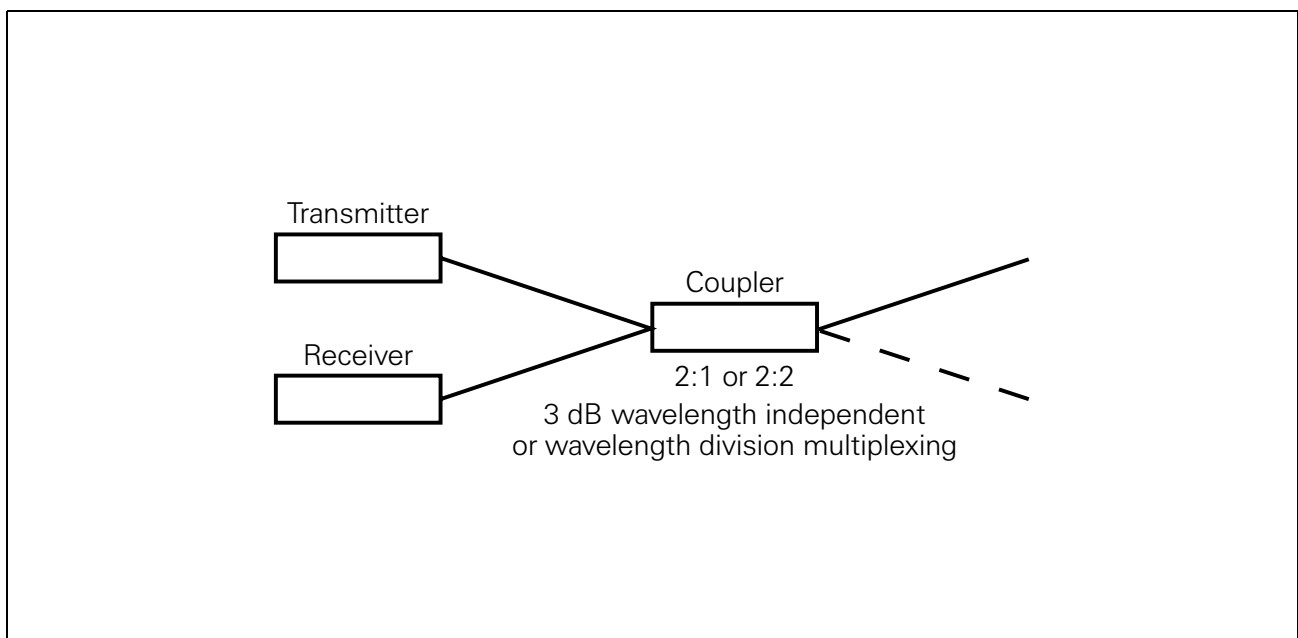 Transmitter
Coupler
Receiver
2:1 or 2:2
3 dB wavelength independent
or wavelength division multiplexing